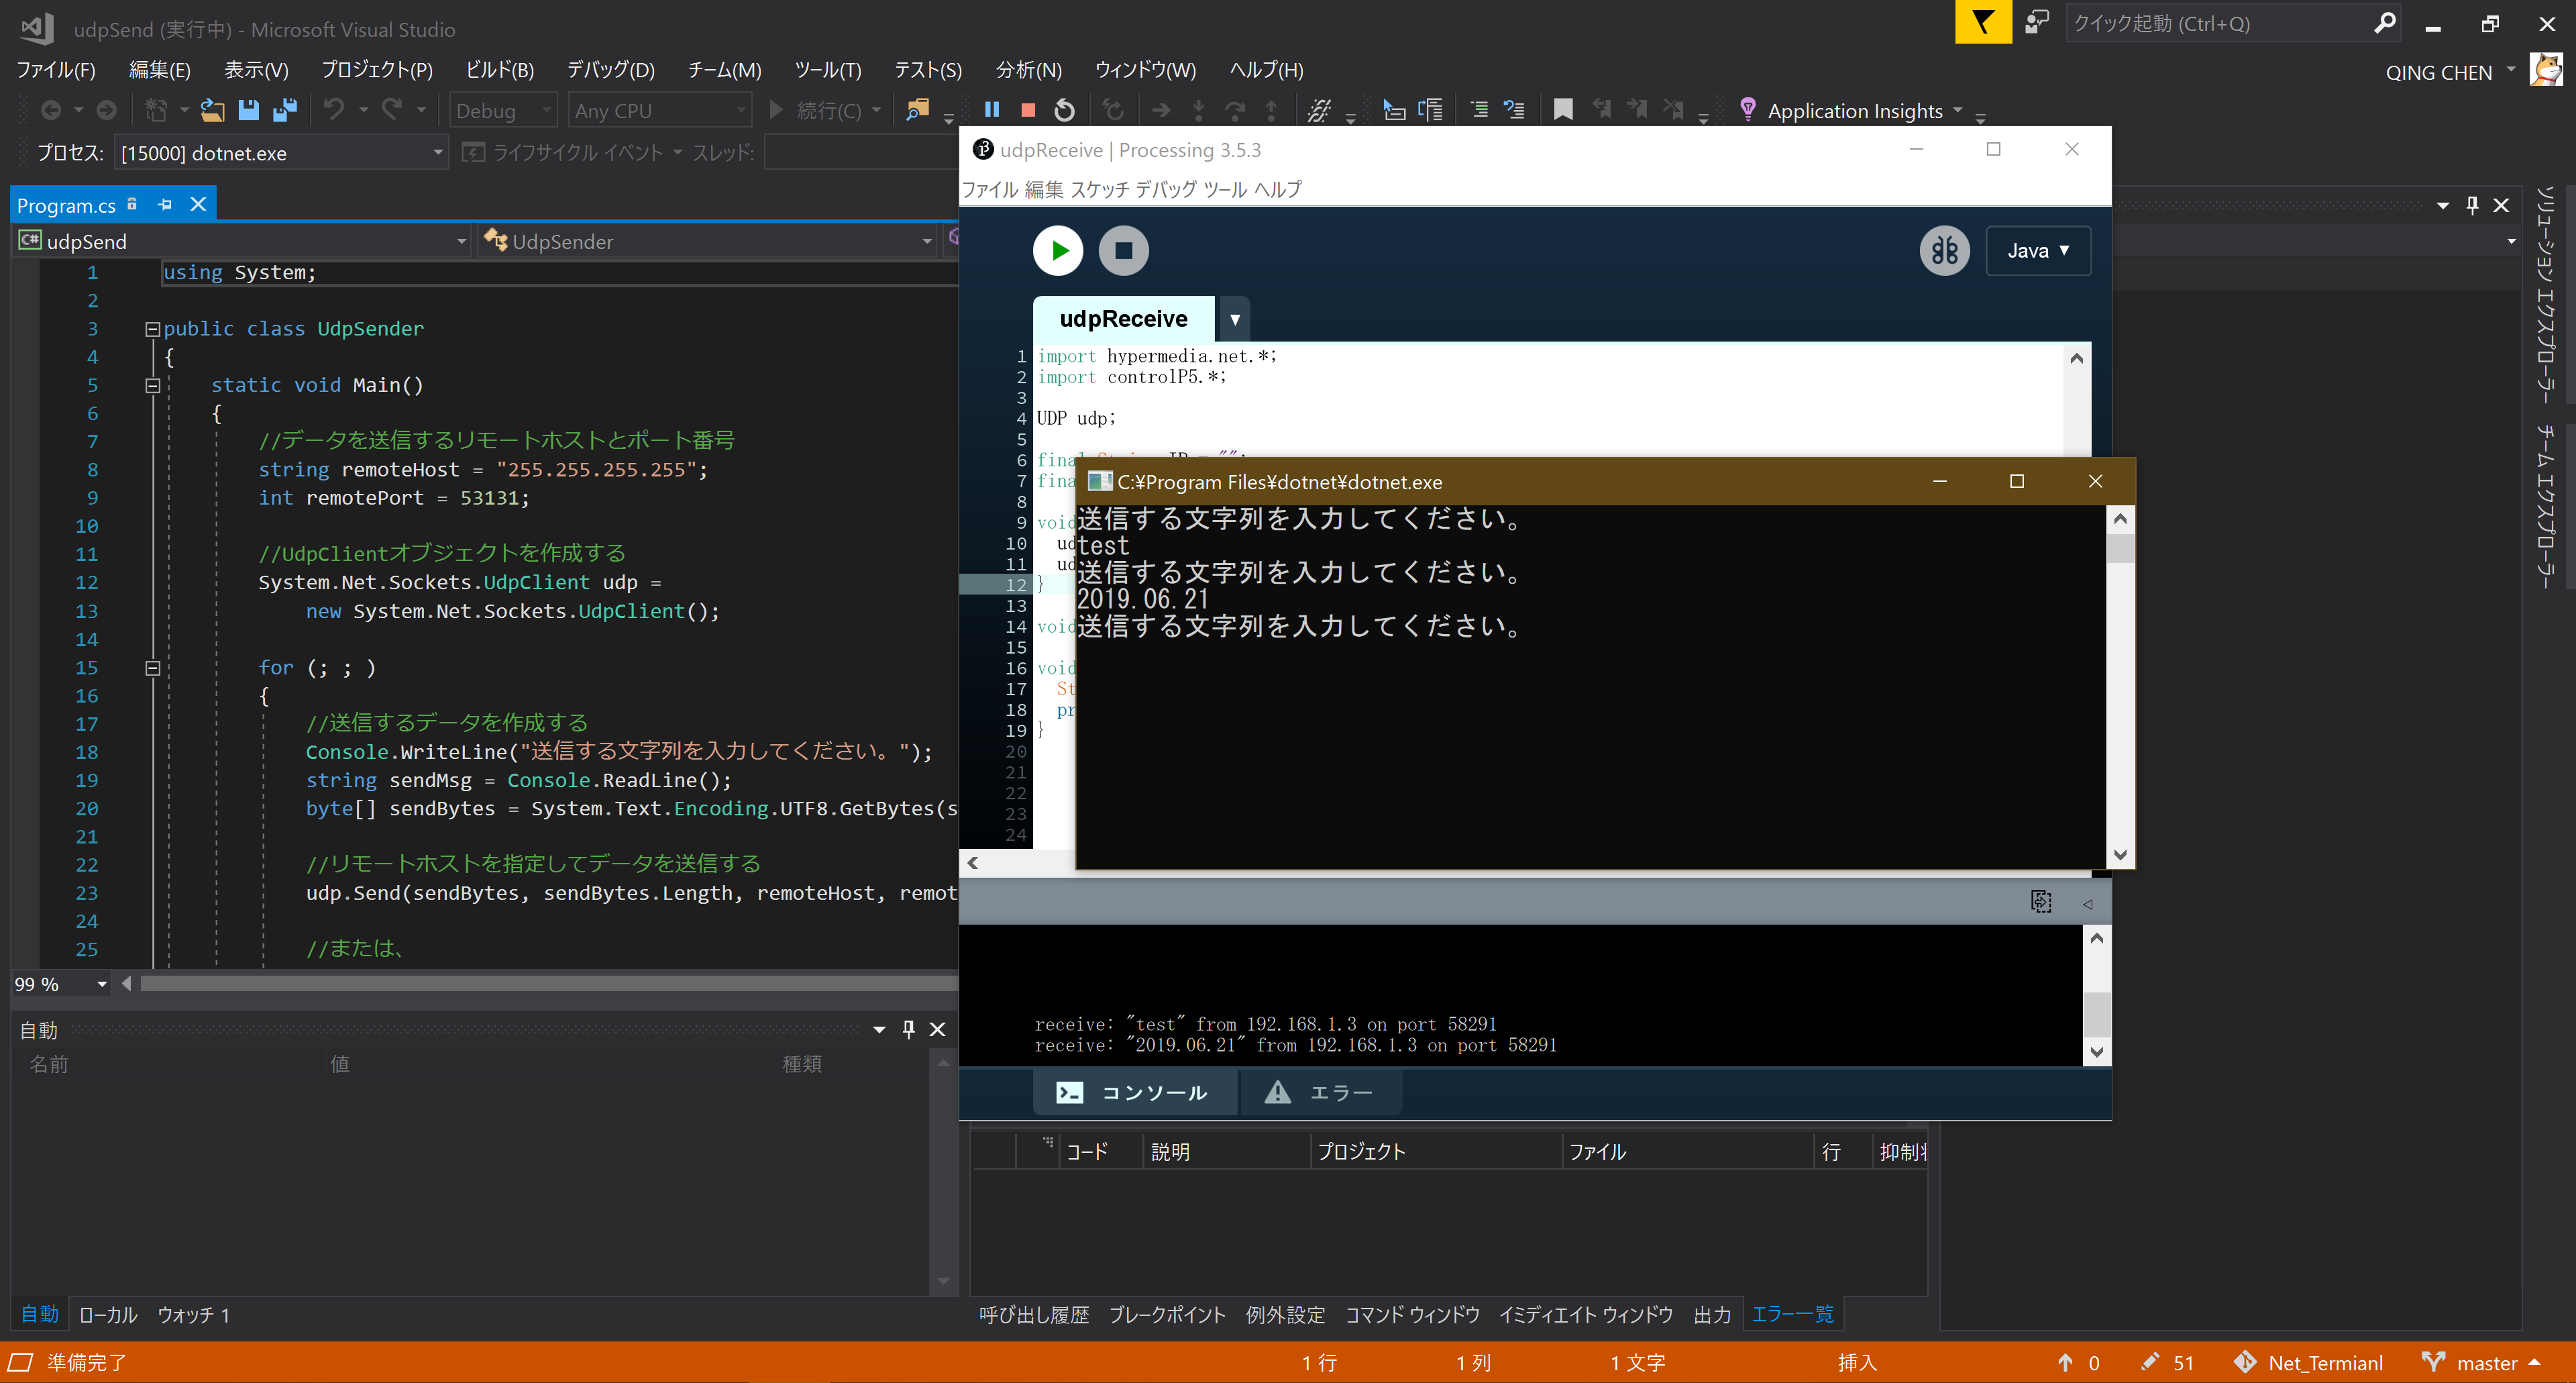 udpSend (実行中) - Microsoft Visual Studio
クイック起動 (Ctrl+Q)
ファイル(F) 編集(E) 表示(V) プロジェクト(P) ビルド(B) デバッグ(D) チーム(M) ツール(T) テスト(S) 分析(N) ウィンドウ(W) ヘルプ(H)
QING CHEN
Debug Any CPU 続行(C) Application Insights
プロセス: [15000] dotnet.exe ライフサイクル イベント スレッド:
Program.cs
udpSend UdpSender
1 using System;
2
3 public class UdpSender
4 {
5 static void Main()
6 {
7 //データを送信するリモートホストとポート番号
8 string remoteHost = "255.255.255.255";
9 int remotePort = 53131;
10
11 //UdpClientオブジェクトを作成する
12 System.Net.Sockets.UdpClient udp =
13 new System.Net.Sockets.UdpClient();
14
15 for (; ; )
16 {
17 //送信するデータを作成する
18 Console.WriteLine("送信する文字列を入力してください。");
19 string sendMsg = Console.ReadLine();
20 byte[] sendBytes = System.Text.Encoding.UTF8.GetBytes(s
21
22 //リモートホストを指定してデータを送信する
23 udp.Send(sendBytes, sendBytes.Length, remoteHost, remot
24
25 //または、
99 %
自動
名前 値 種類
自動 ローカル ウォッチ 1
udpReceive | Processing 3.5.3
ファイル 編集 スケッチ デバッグ ツール ヘルプ
Java
udpReceive
1 import hypermedia.net.*;
2 import controlP5.*;
3
4 UDP udp;
5
6 final String IP = "";
7 fina
8
9 void
10 ud
11 ud
12 }
13
14 void
15
16 void
17 St
18 pr
19 }
20
21
22
23
24
C:¥Program Files¥dotnet¥dotnet.exe
送信する文字列を入力してください。
test
送信する文字列を入力してください。
2019.06.21
送信する文字列を入力してください。
receive: "test" from 192.168.1.3 on port 58291
receive: "2019.06.21" from 192.168.1.3 on port 58291
コンソール エラー
コード 説明 プロジェクト ファイル 行 抑制
呼び出し履歴 ブレークポイント 例外設定 コマンド ウィンドウ イミディエイト ウィンドウ 出力 エラー一覧
ソリューション エクスプローラー
チーム エクスプローラー
準備完了 1 行 1 列 1 文字 挿入 0 51 Net_Termianl master